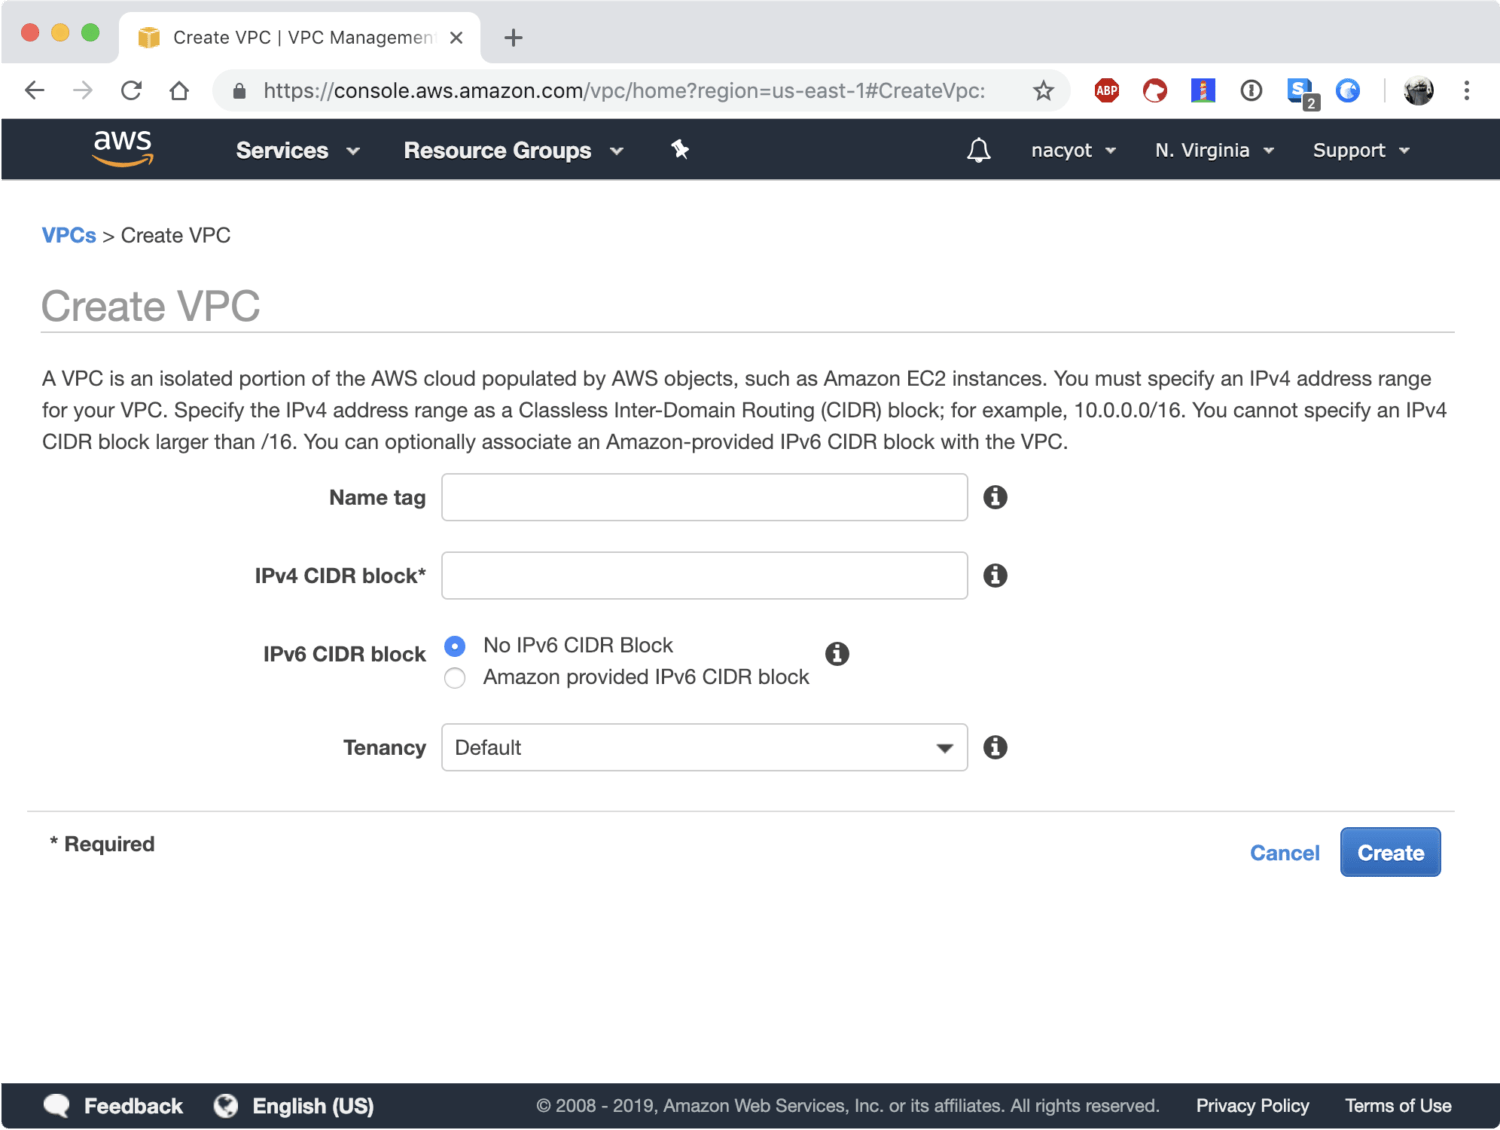 Create VPC | VPC Managemen
https://console.aws.amazon.com/vpc/home?region=us-east-1#CreateVpc:
ABP
S
2
aws
Services
Resource Groups
nacyot
N. Virginia
Support
VPCs > Create VPC
Create VPC
A VPC is an isolated portion of the AWS cloud populated by AWS objects, such as Amazon EC2 instances. You must specify an IPv4 address range
for your VPC. Specify the IPv4 address range as a Classless Inter-Domain Routing (CIDR) block; for example, 10.0.0.0/16. You cannot specify an IPv4
CIDR block larger than /16. You can optionally associate an Amazon-provided IPv6 CIDR block with the VPC.
Name tag
IPv4 CIDR block*
IPv6 CIDR block
No IPv6 CIDR Block
Amazon provided IPv6 CIDR block
Tenancy
Default
* Required
Cancel
Create
Feedback
English (US)
© 2008 - 2019, Amazon Web Services, Inc. or its affiliates. All rights reserved.
Privacy Policy
Terms of Use